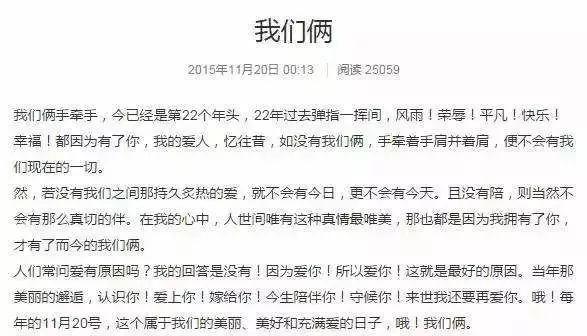 我们俩
2015年11月20日 00:13 阅读 25059
我们俩手牵手，今已经是第22个年头，22年过去弹指一挥间，风雨！荣辱！平凡！快乐！
幸福！都因为有了你，我的爱人，忆往昔，如没有我们俩，手牵着手肩并着肩，便不会有我
们现在的一切。
然，若没有我们之间那持久炙热的爱，就不会有今日，更不会有今天。且没有陪，则当然不
会有那么真切的伴。在我的心中，人世间唯有这种真情最唯美，那也都是因为我拥有了你，
才有了而今的我们俩。
人们常问爱有原因吗？我的回答是没有！因为爱你！所以爱你！这就是最好的原因。当年那
美丽的邂逅，认识你！爱上你！嫁给你！今生陪伴你！守候你！来世我还要再爱你。哦！每
年的11月20号，这个属于我们的美丽、美好和充满爱的日子，哦！我们俩。